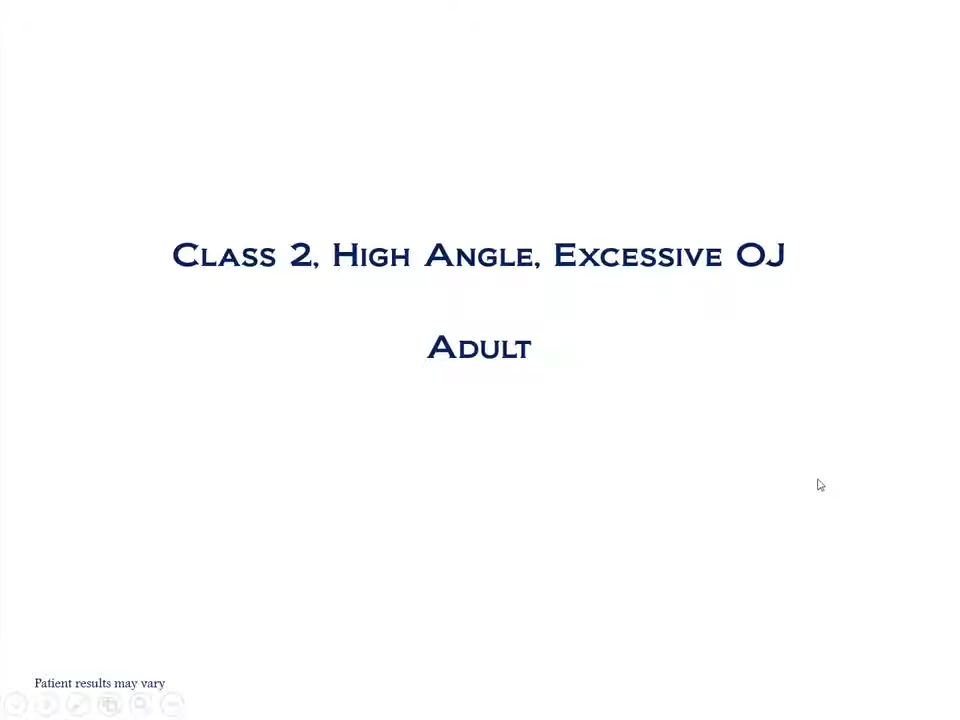 Class 2, High Angle, Excessive OJ
Adult
Patient results may vary